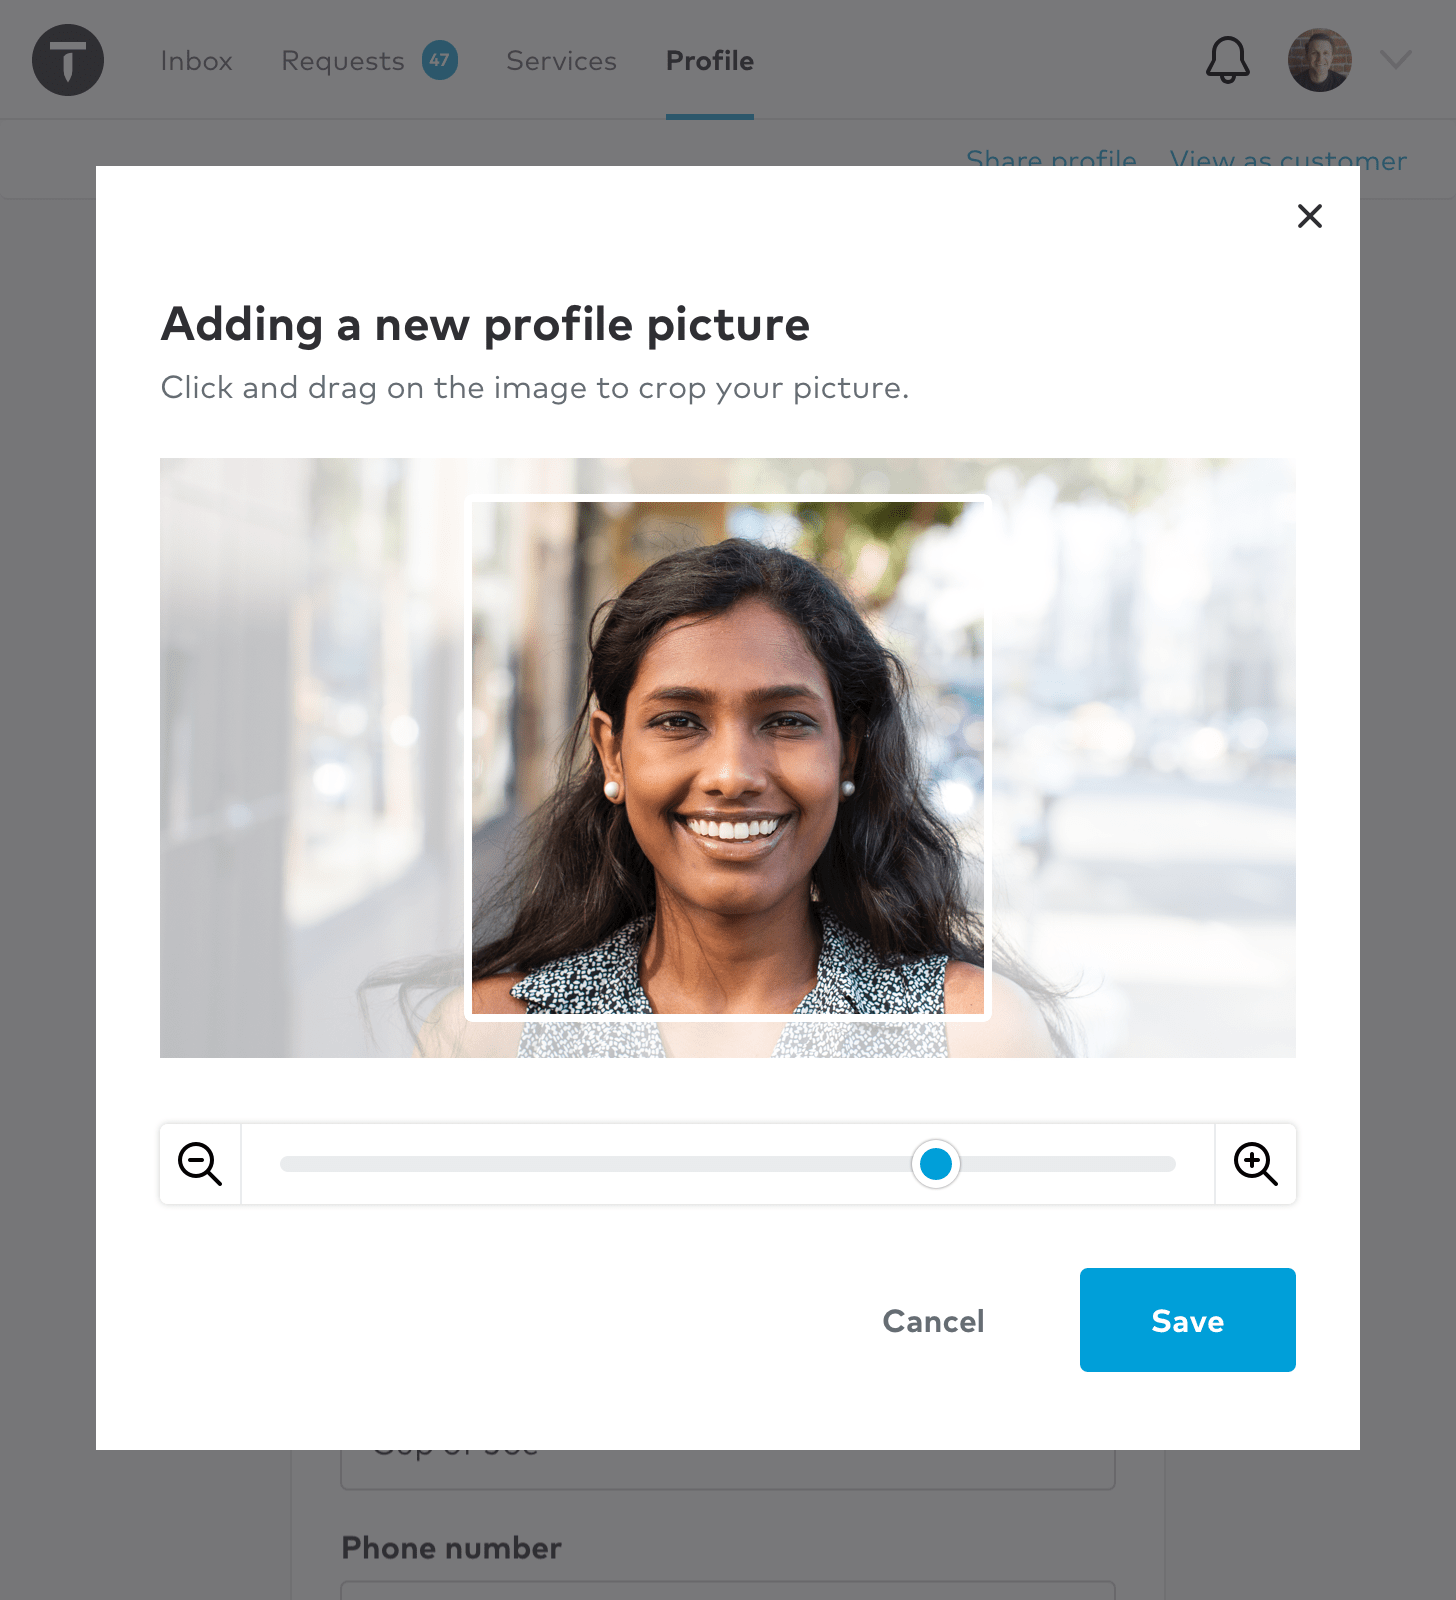 Inbox Requests 47 Services Profile
Share profile View as customer
Adding a new profile picture
Click and drag on the image to crop your picture.
Cancel Save
Phone number